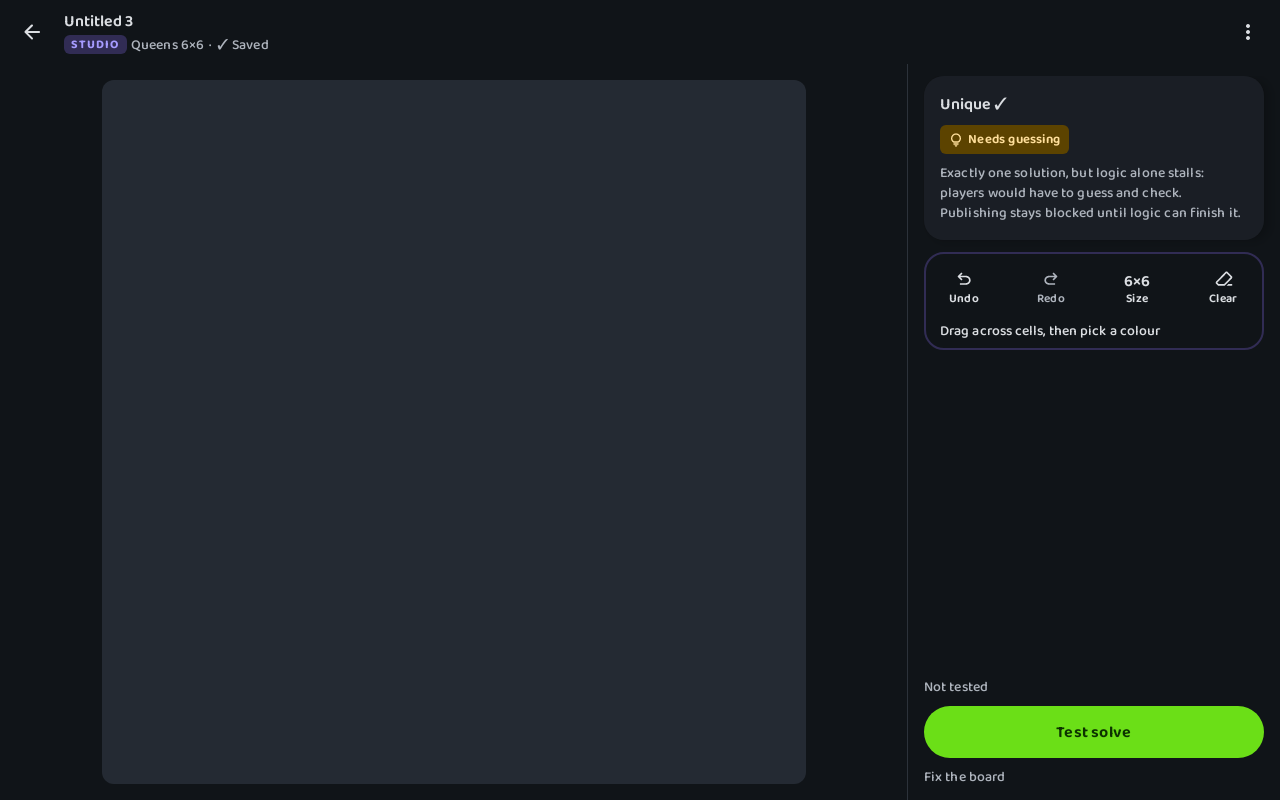 Untitled 3
STUDIO Queens 6×6 · ✓ Saved
Unique ✓
Needs guessing
Exactly one solution, but logic alone stalls:
players would have to guess and check.
Publishing stays blocked until logic can finish it.
Undo
Redo
6×6
Size
Clear
Drag across cells, then pick a colour
Not tested
Test solve
Fix the board